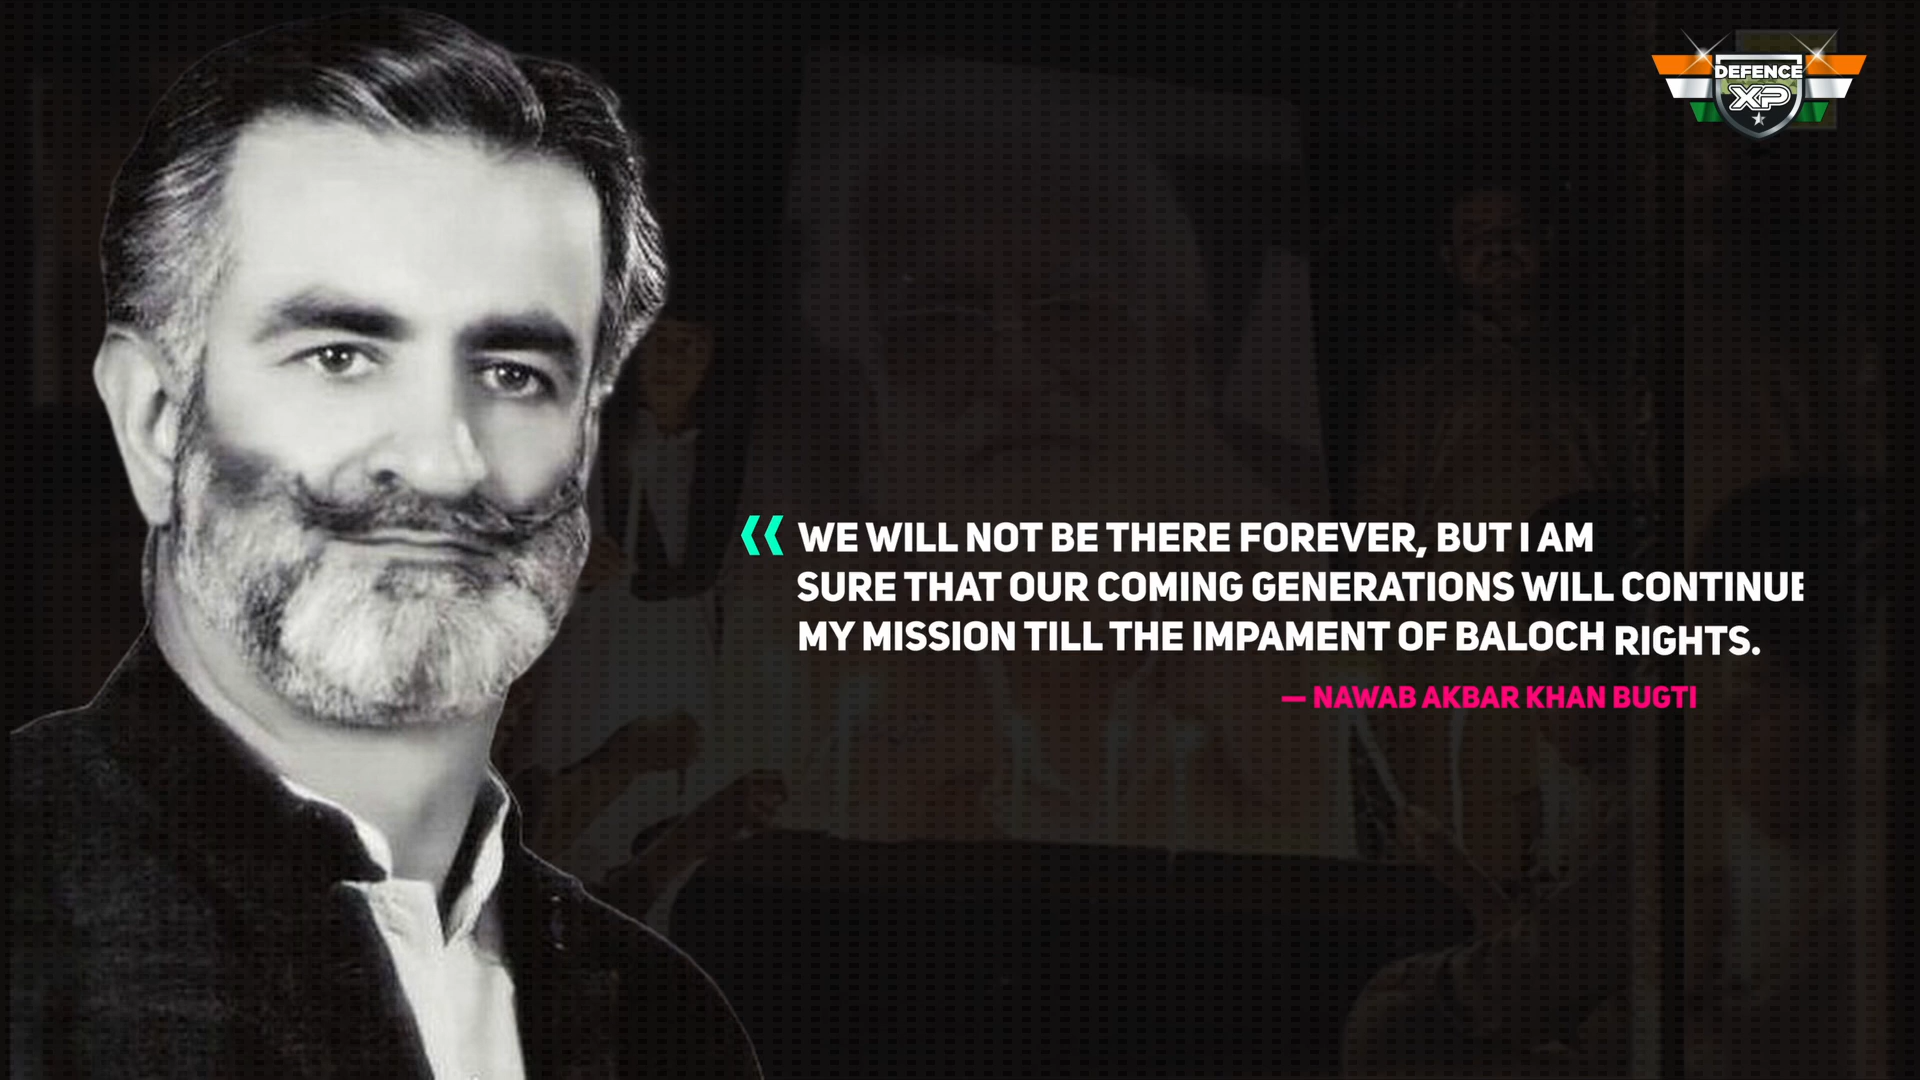 DEFENCE
XP
WE WILL NOT BE THERE FOREVER, BUT I AM
SURE THAT OUR COMING GENERATIONS WILL CONTINUE
MY MISSION TILL THE IMPAMENT OF BALOCH RIGHTS.
— NAWAB AKBAR KHAN BUGTI